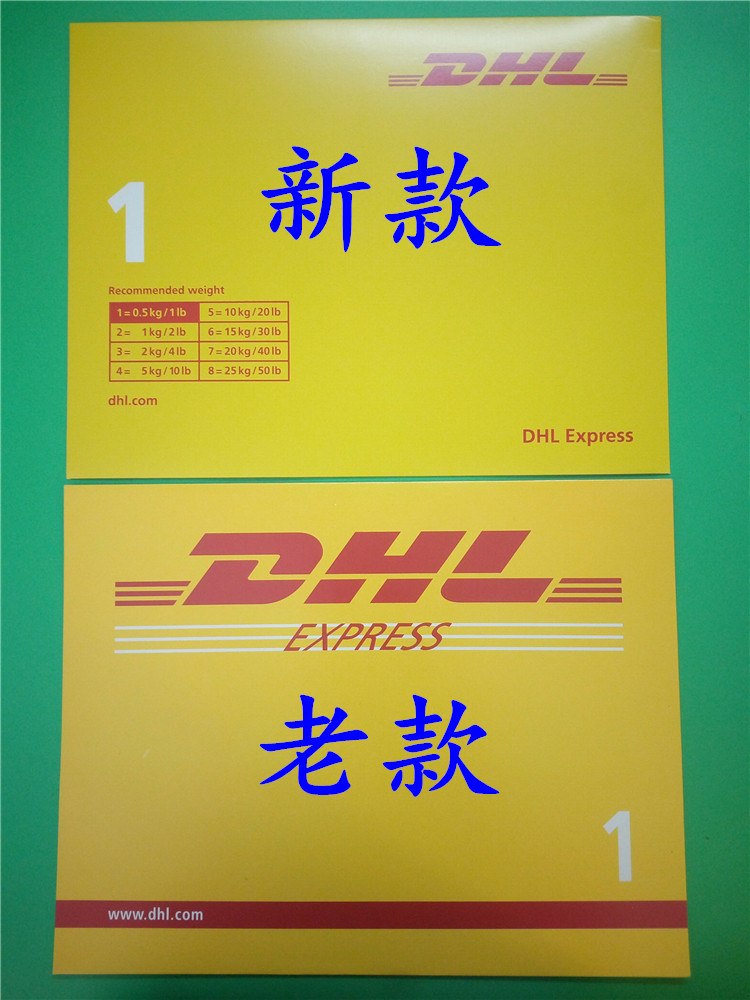 DHL
新款
1
Recommended weight
1 = 0.5 kg / 1 lb 5 = 10 kg / 20 lb
2 = 1 kg / 2 lb 6 = 15 kg / 30 lb
3 = 2 kg / 4 lb 7 = 20 kg / 40 lb
4 = 5 kg / 10 lb 8 = 25 kg / 50 lb
dhl.com
DHL Express
DHL
EXPRESS
老款
1
www.dhl.com